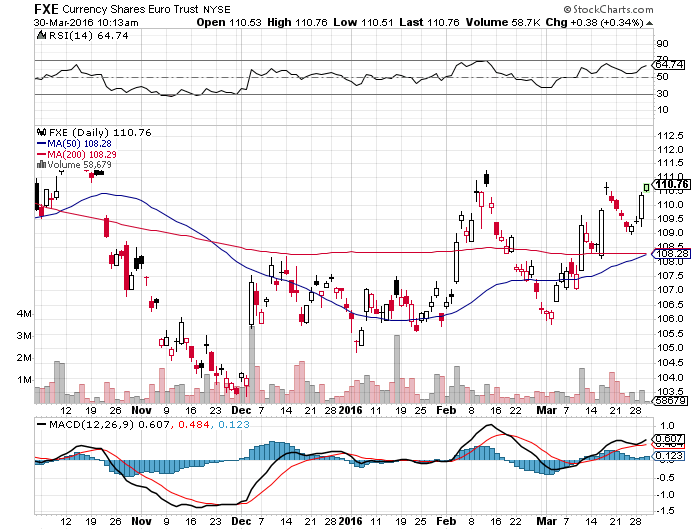 FXE Currency Shares Euro Trust NYSE © StockCharts.com
30-Mar-2016 10:13am Open 110.53 High 110.76 Low 110.51 Last 110.76 Volume 58.7K Chg +0.38 (+0.34%)
RSI(14) 64.74
90
70
64.74
50
30
10
FXE (Daily) 110.76
MA(50) 108.28
MA(200) 108.29
Volume 58,679
112.5
112.0
111.5
110.76
110.0
109.5
109.0
108.28
107.5
107.0
106.5
106.0
105.5
105.0
104.5
104.0
103.5
4M
3M
2M
1M
58679
12 19 26 Nov 9 16 23 Dec 7 14 21 28 2016 11 19 25 Feb 8 16 22 Mar 7 14 21 28
MACD(12,26,9) 0.607, 0.484, 0.123
1.0
0.607
0.484
0.123
0.0
-0.5
-1.0
-1.5
12 19 26 Nov 9 16 23 Dec 7 14 21 28 2016 11 19 25 Feb 8 16 22 Mar 7 14 21 28